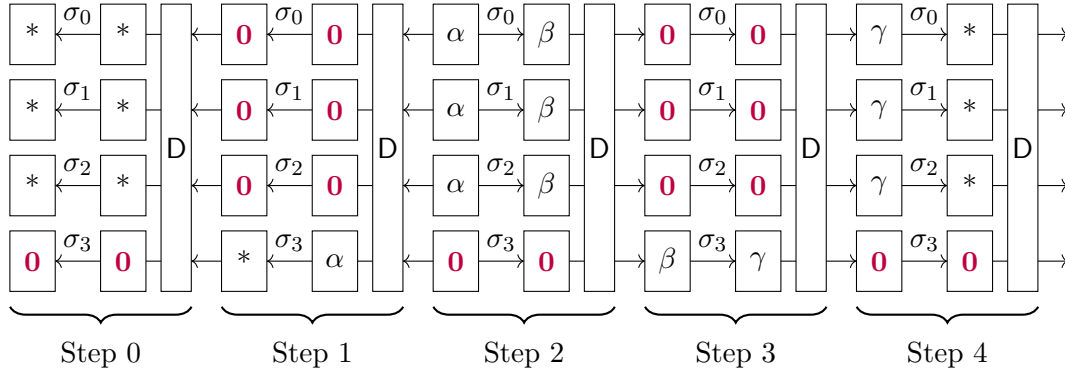 * σ₀ * 0 σ₀ 0 α σ₀ β 0 σ₀ 0 γ σ₀ *
* σ₁ * 0 σ₁ 0 α σ₁ β 0 σ₁ 0 γ σ₁ *
D D D D D
* σ₂ * 0 σ₂ 0 α σ₂ β 0 σ₂ 0 γ σ₂ *
0 σ₃ 0 * σ₃ α 0 σ₃ 0 β σ₃ γ 0 σ₃ 0
Step 0 Step 1 Step 2 Step 3 Step 4